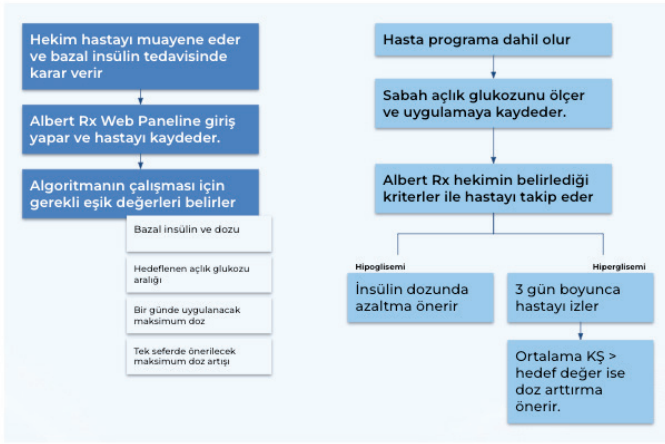 Hekim hastayı muayene eder
ve bazal insülin tedavisinde
karar verir
Albert Rx Web Paneline giriş
yapar ve hastayı kaydeder.
Algoritmanın çalışması için
gerekli eşik değerleri belirler
Bazal insülin ve dozu
Hedeflenen açlık glukozu
aralığı
Bir günde uygulanacak
maksimum doz
Tek seferde önerilecek
maksimum doz artışı
Hasta programa dahil olur
Sabah açlık glukozunu ölçer
ve uygulamaya kaydeder.
Albert Rx hekimin belirlediği
kriterler ile hastayı takip eder
Hipoglisemi
İnsülin dozunda
azaltma önerir
Hiperglisemi
3 gün boyunca
hastayı izler
Ortalama KŞ >
hedef değer ise
doz arttırma
önerir.